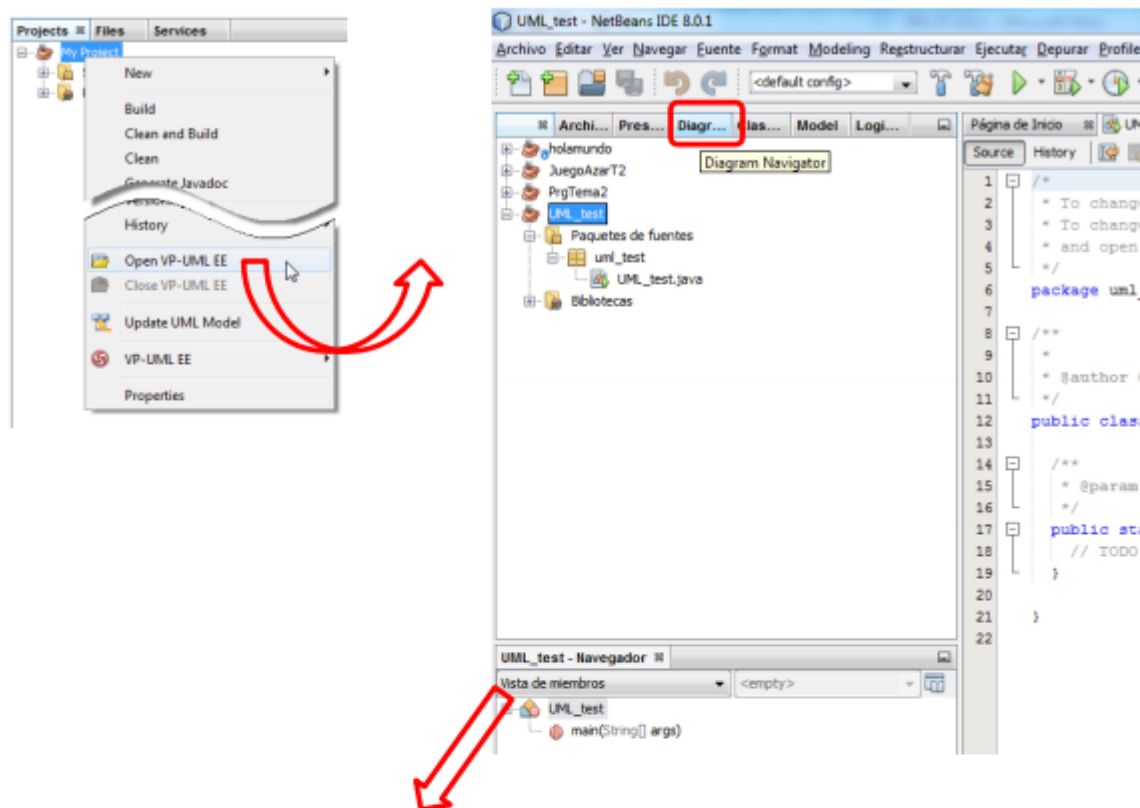 Projects Files Services
My Project
New
Build
Clean and Build
Clean
Generate Javadoc
Versioning
History
Open VP-UML EE
Close VP-UML EE
Update UML Model
VP-UML EE
Properties
UML_test - NetBeans IDE 8.0.1
Archivo Editar Ver Navegar Fuente Format Modeling Reestructurar Ejecutar Depurar Profile
<default config>
Archi... Pres... Diagr... Clas... Model Logi...
Diagram Navigator
holamundo
JuegoAzarT2
PrgTema2
UML_test
Paquetes de fuentes
uml_test
UML_test.java
Bibliotecas
Página de Inicio UM
Source History
1 /*
2 * To change
3 * To change
4 * and open
5 */
6 package uml_
7
8 /**
9 *
10 * @author
11 */
12 public clas
13
14 /**
15 * @param
16 */
17 public sta
18 // TODO
19 }
20
21 }
22
UML_test - Navegador
Vista de miembros <empty>
UML_test
main(String[] args)